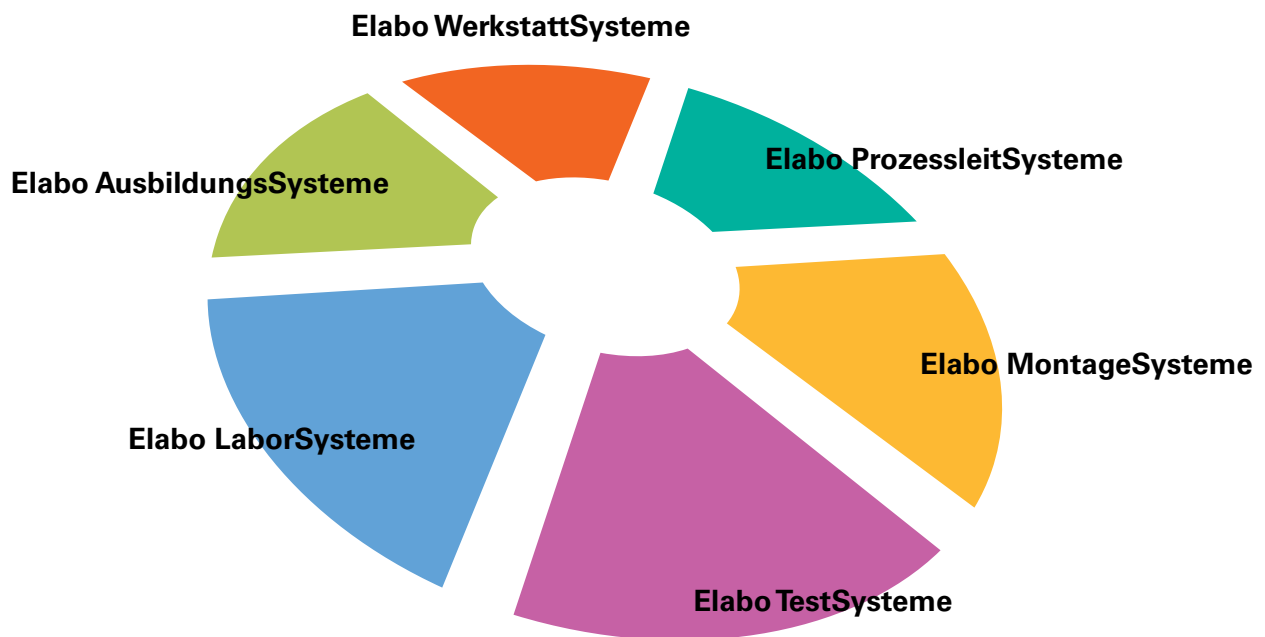 Elabo WerkstattSysteme
Elabo ProzessleitSysteme
Elabo AusbildungsSysteme
Elabo MontageSysteme
Elabo LaborSysteme
Elabo TestSysteme